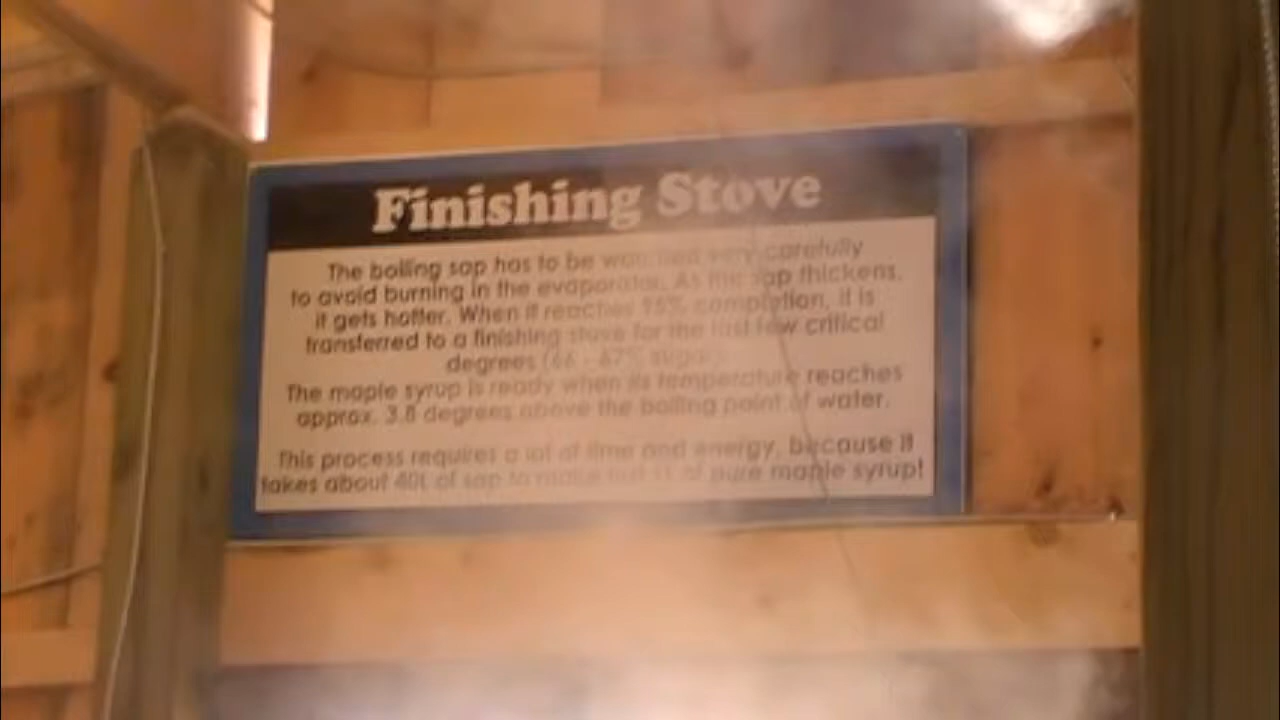 Finishing Stove
The boiling sap has to be watched very carefully
to avoid burning in the evaporator. As the sap thickens,
it gets hotter. When it reaches 95% completion, it is
transferred to a finishing stove for the last few critical
degrees (66 - 67% sugar).
The maple syrup is ready when its temperature reaches
approx. 3.8 degrees above the boiling point of water.
This process requires a lot of time and energy, because it
takes about 40L of sap to make just 1L of pure maple syrup!